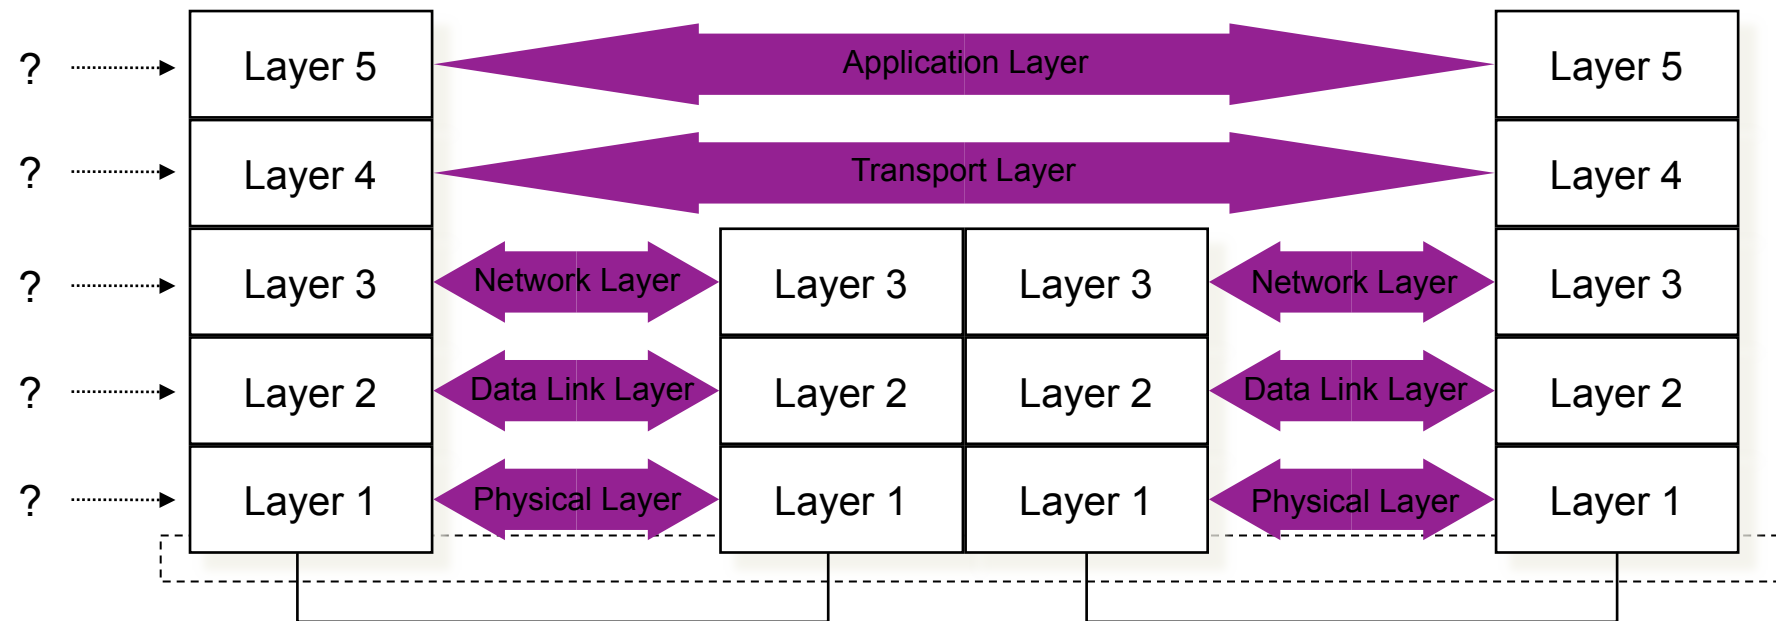 ? Layer 5 Application Layer Layer 5
? Layer 4 Transport Layer Layer 4
? Layer 3 Network Layer Layer 3 Layer 3 Network Layer Layer 3
? Layer 2 Data Link Layer Layer 2 Layer 2 Data Link Layer Layer 2
? Layer 1 Physical Layer Layer 1 Layer 1 Physical Layer Layer 1